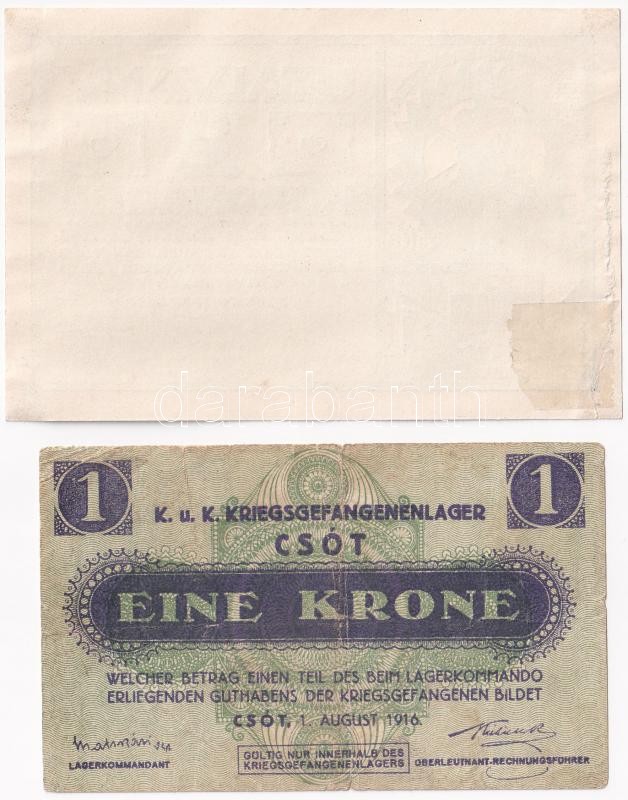 darabanth
1 1
K. u. K. KRIEGSGEFANGENENLAGER
CSÓT
EINE KRONE
WELCHER BETRAG EINEN TEIL DES BEIM LAGERKOMMANDO
ERLIEGENDEN GUTHABENS DER KRIEGSGEFANGENEN BILDET
CSÓT, 1. AUGUST 1916.
LAGERKOMMANDANT
GÜLTIG NUR INNERHALB DES
KRIEGSGEFANGENENLAGERS
OBERLEUTNANT-RECHNUNGSFÜHRER